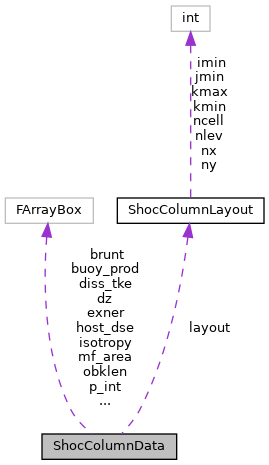 int
imin
jmin
kmax
kmin
ncell
nlev
nx
ny
FArrayBox
ShocColumnLayout
brunt
buoy_prod
diss_tke
dz
exner
host_dse
isotropy
mf_area
obklen
p_int
...
layout
ShocColumnData